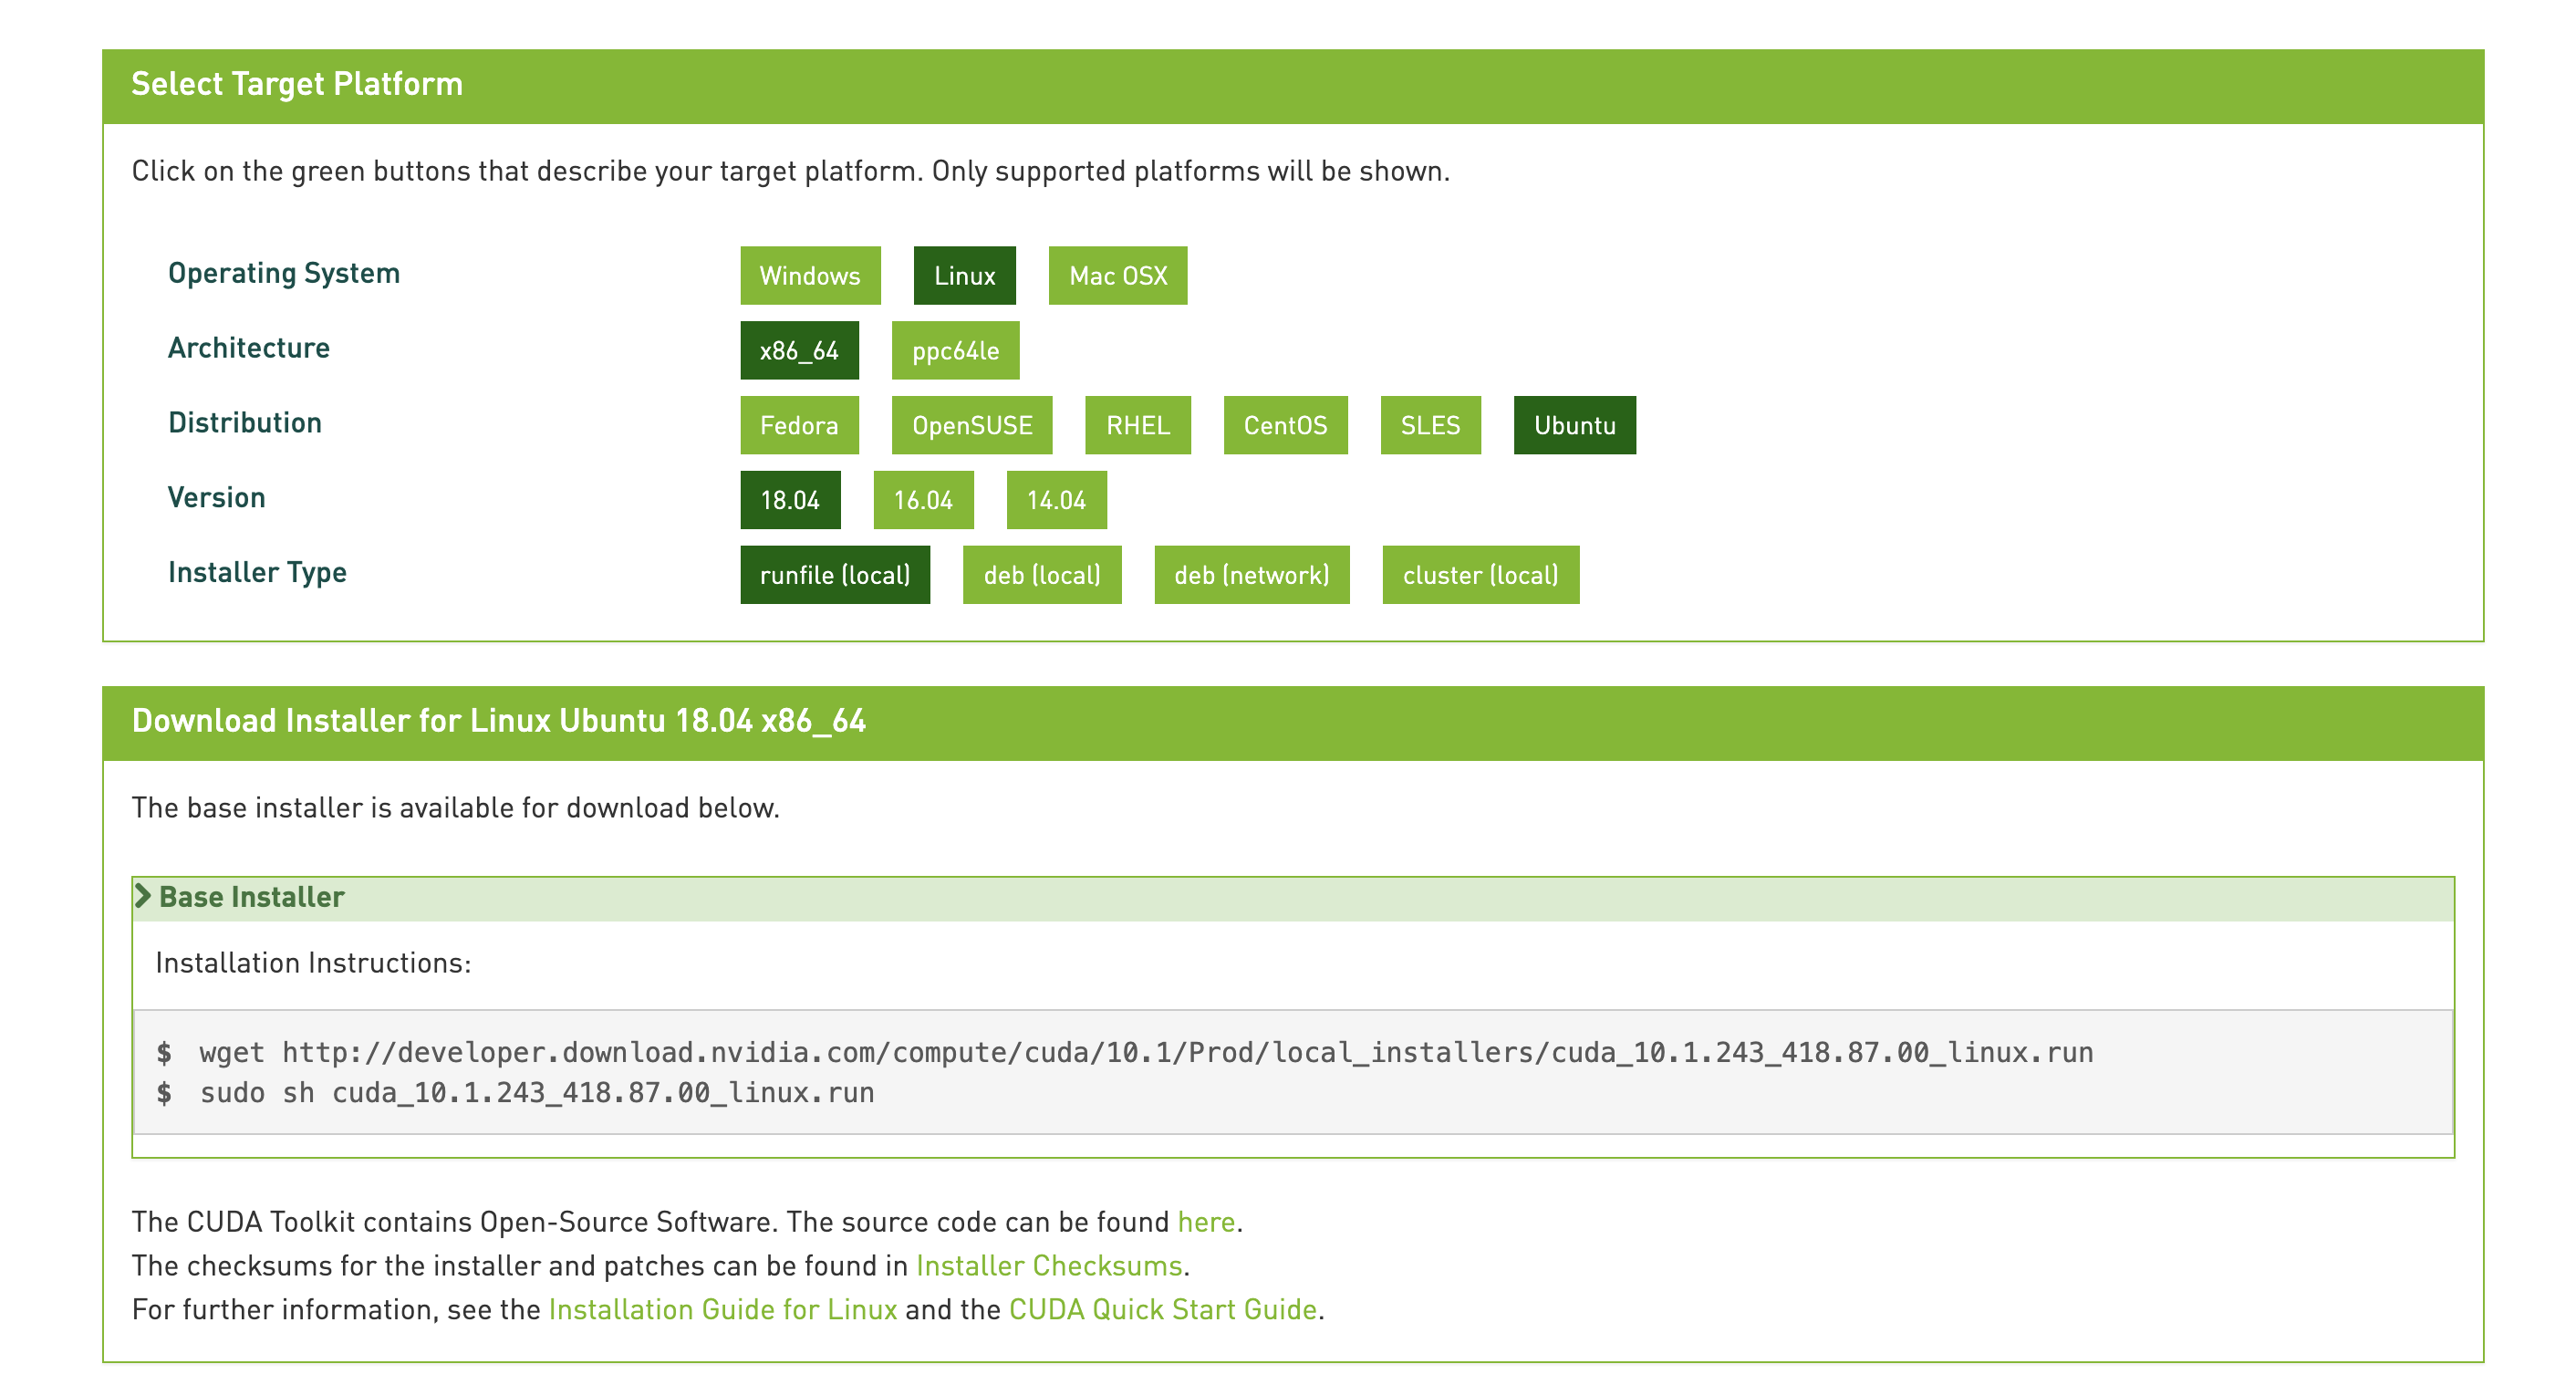 Select Target Platform
Click on the green buttons that describe your target platform. Only supported platforms will be shown.
Operating System Windows Linux Mac OSX
Architecture x86_64 ppc64le
Distribution Fedora OpenSUSE RHEL CentOS SLES Ubuntu
Version 18.04 16.04 14.04
Installer Type runfile (local) deb (local) deb (network) cluster (local)
Download Installer for Linux Ubuntu 18.04 x86_64
The base installer is available for download below.
Base Installer
Installation Instructions:
$ wget http://developer.download.nvidia.com/compute/cuda/10.1/Prod/local_installers/cuda_10.1.243_418.87.00_linux.run
$ sudo sh cuda_10.1.243_418.87.00_linux.run
The CUDA Toolkit contains Open-Source Software. The source code can be found here.
The checksums for the installer and patches can be found in Installer Checksums.
For further information, see the Installation Guide for Linux and the CUDA Quick Start Guide.